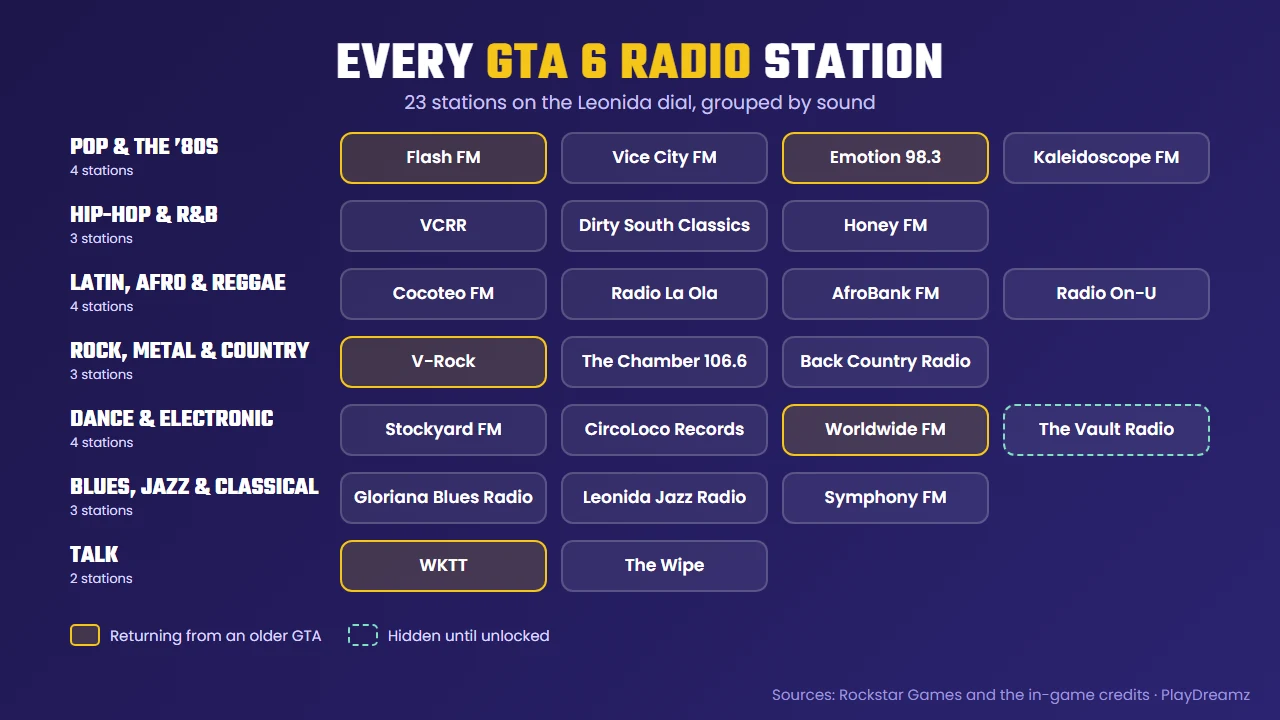 EVERY GTA 6 RADIO STATION
23 stations on the Leonida dial, grouped by sound
POP & THE ’80S
4 stations
Flash FM
Vice City FM
Emotion 98.3
Kaleidoscope FM
HIP-HOP & R&B
3 stations
VCRR
Dirty South Classics
Honey FM
LATIN, AFRO & REGGAE
4 stations
Cocoteo FM
Radio La Ola
AfroBank FM
Radio On-U
ROCK, METAL & COUNTRY
3 stations
V-Rock
The Chamber 106.6
Back Country Radio
DANCE & ELECTRONIC
4 stations
Stockyard FM
CircoLoco Records
Worldwide FM
The Vault Radio
BLUES, JAZZ & CLASSICAL
3 stations
Gloriana Blues Radio
Leonida Jazz Radio
Symphony FM
TALK
2 stations
WKTT
The Wipe
Returning from an older GTA
Hidden until unlocked
Sources: Rockstar Games and the in-game credits · PlayDreamz